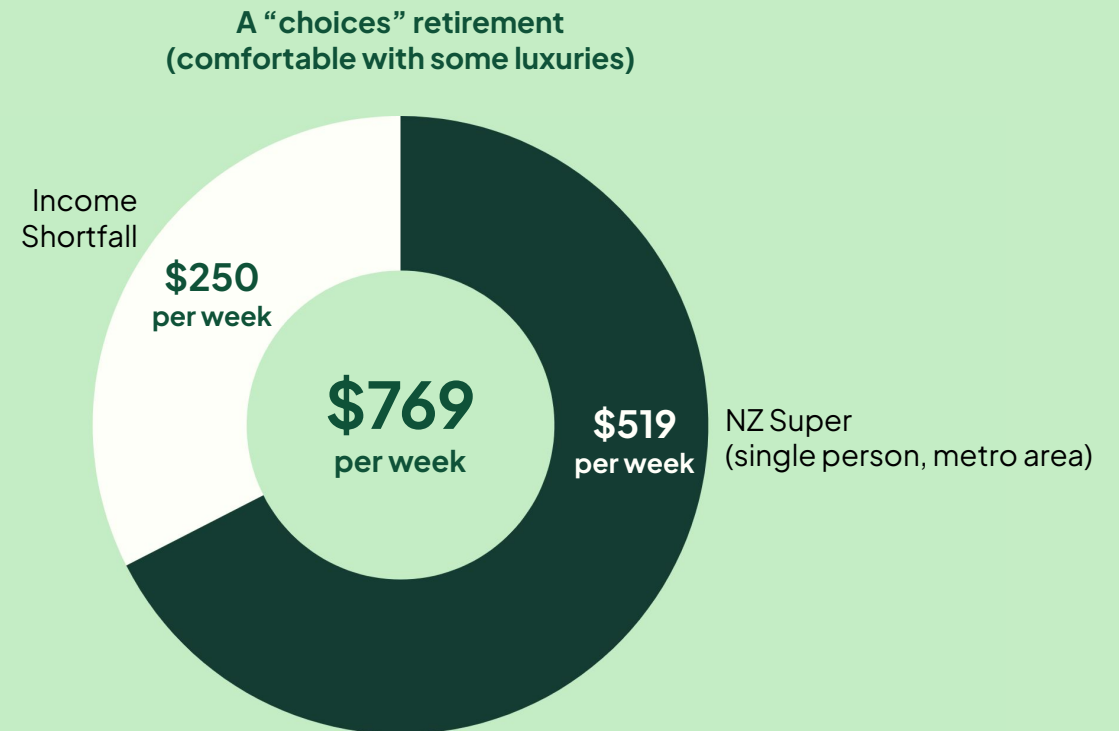 A “choices” retirement
(comfortable with some luxuries)
Income
Shortfall
$250
per week
$769
per week
$519
per week
NZ Super
(single person, metro area)